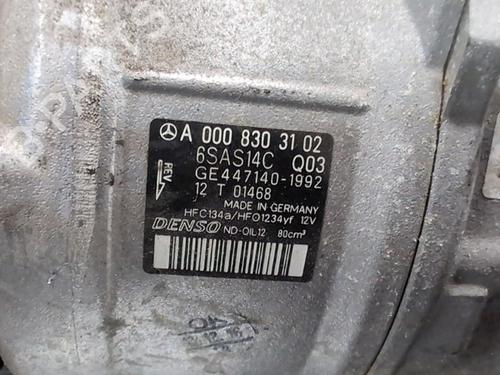 A 000 830 31 02
6SAS14C Q03
REV.
GE447140-1992
12 T 01468
MADE IN GERMANY
HFC134a/HFO1234yf 12V
DENSO ND-OIL12 80cm³